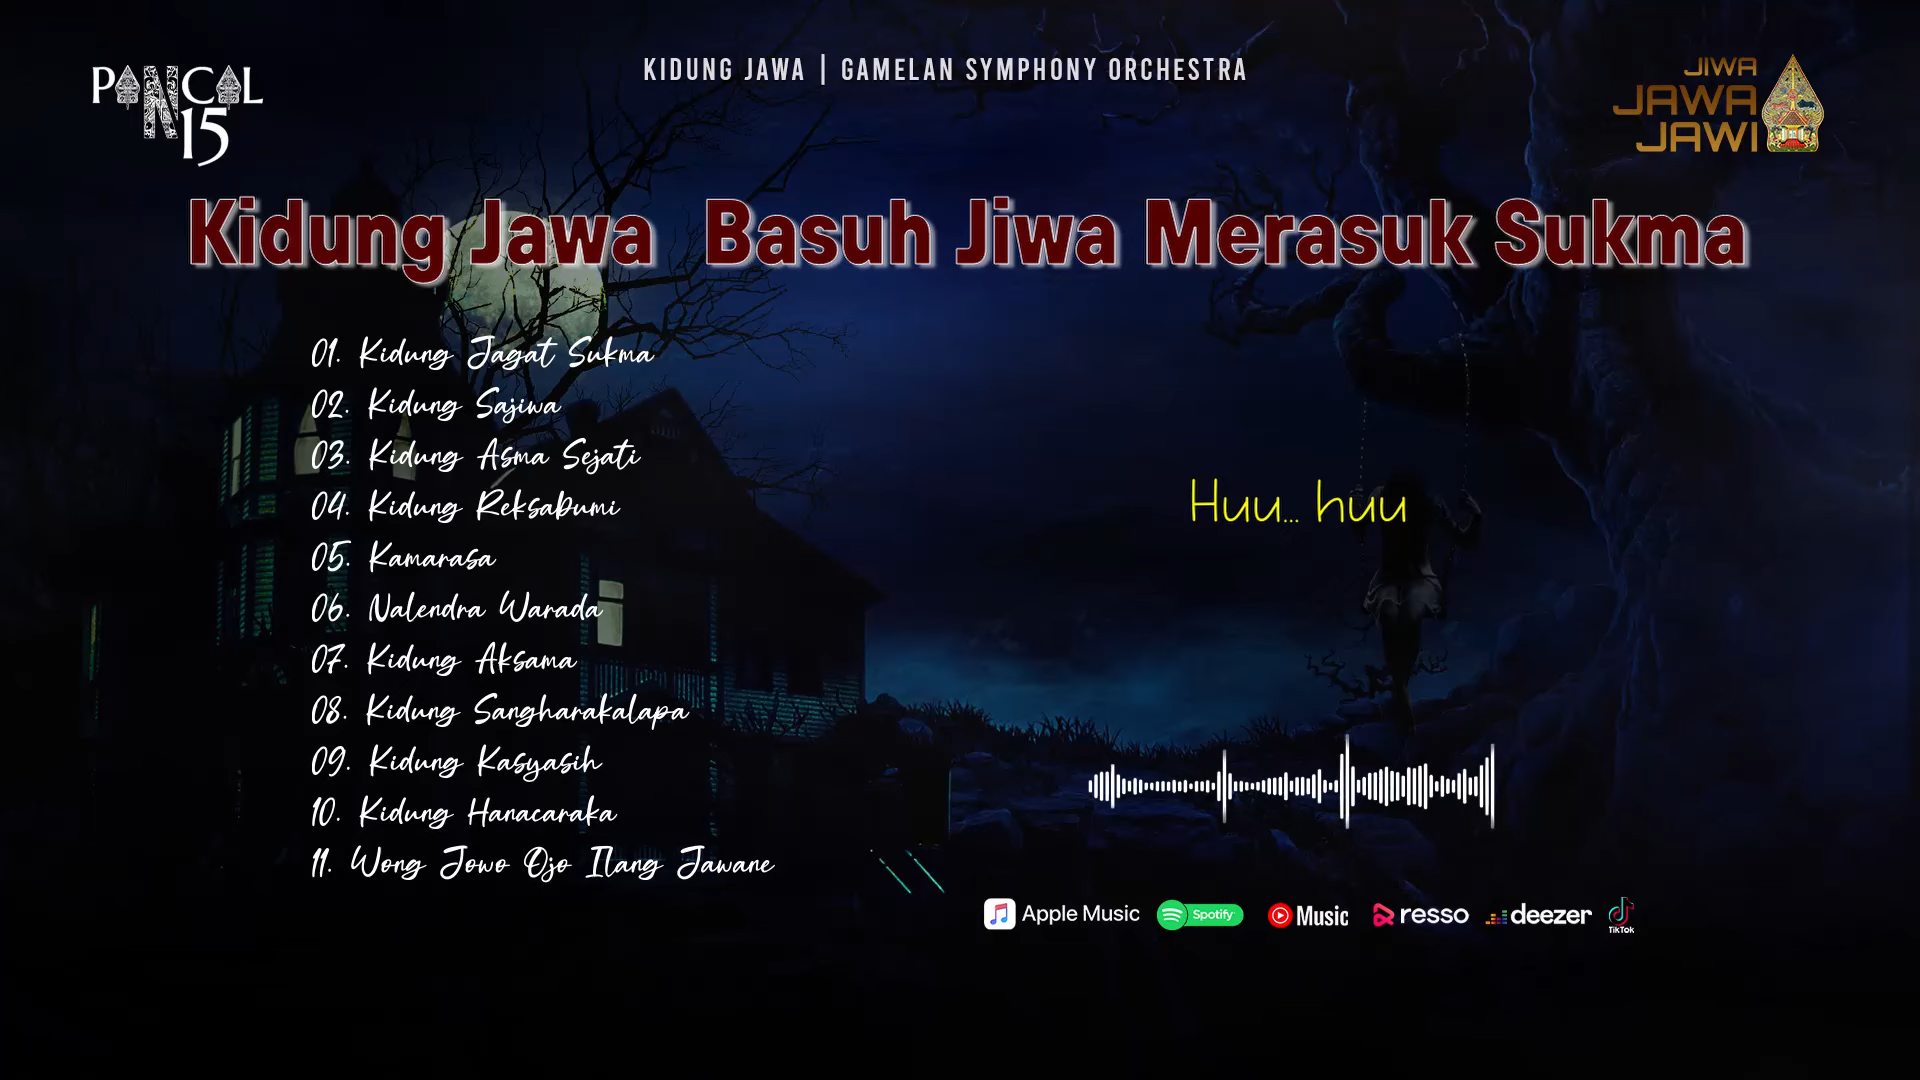 PANCAL
15
KIDUNG JAWA | GAMELAN SYMPHONY ORCHESTRA
JIWA
JAWA
JAWI
Kidung Jawa Basuh Jiwa Merasuk Sukma
01. Kidung Jagat Sukma
02. Kidung Sajiwa
03. Kidung Asma Sejati
04. Kidung Reksabumi
05. Kamarasa
06. Nalendra Warada
07. Kidung Aksama
08. Kidung Sangharakalapa
09. Kidung Kasyasih
10. Kidung Hanacaraka
11. Wong Jowo Ojo Ilang Jawane
Huu... huu
Apple Music Spotify Music resso deezer TikTok